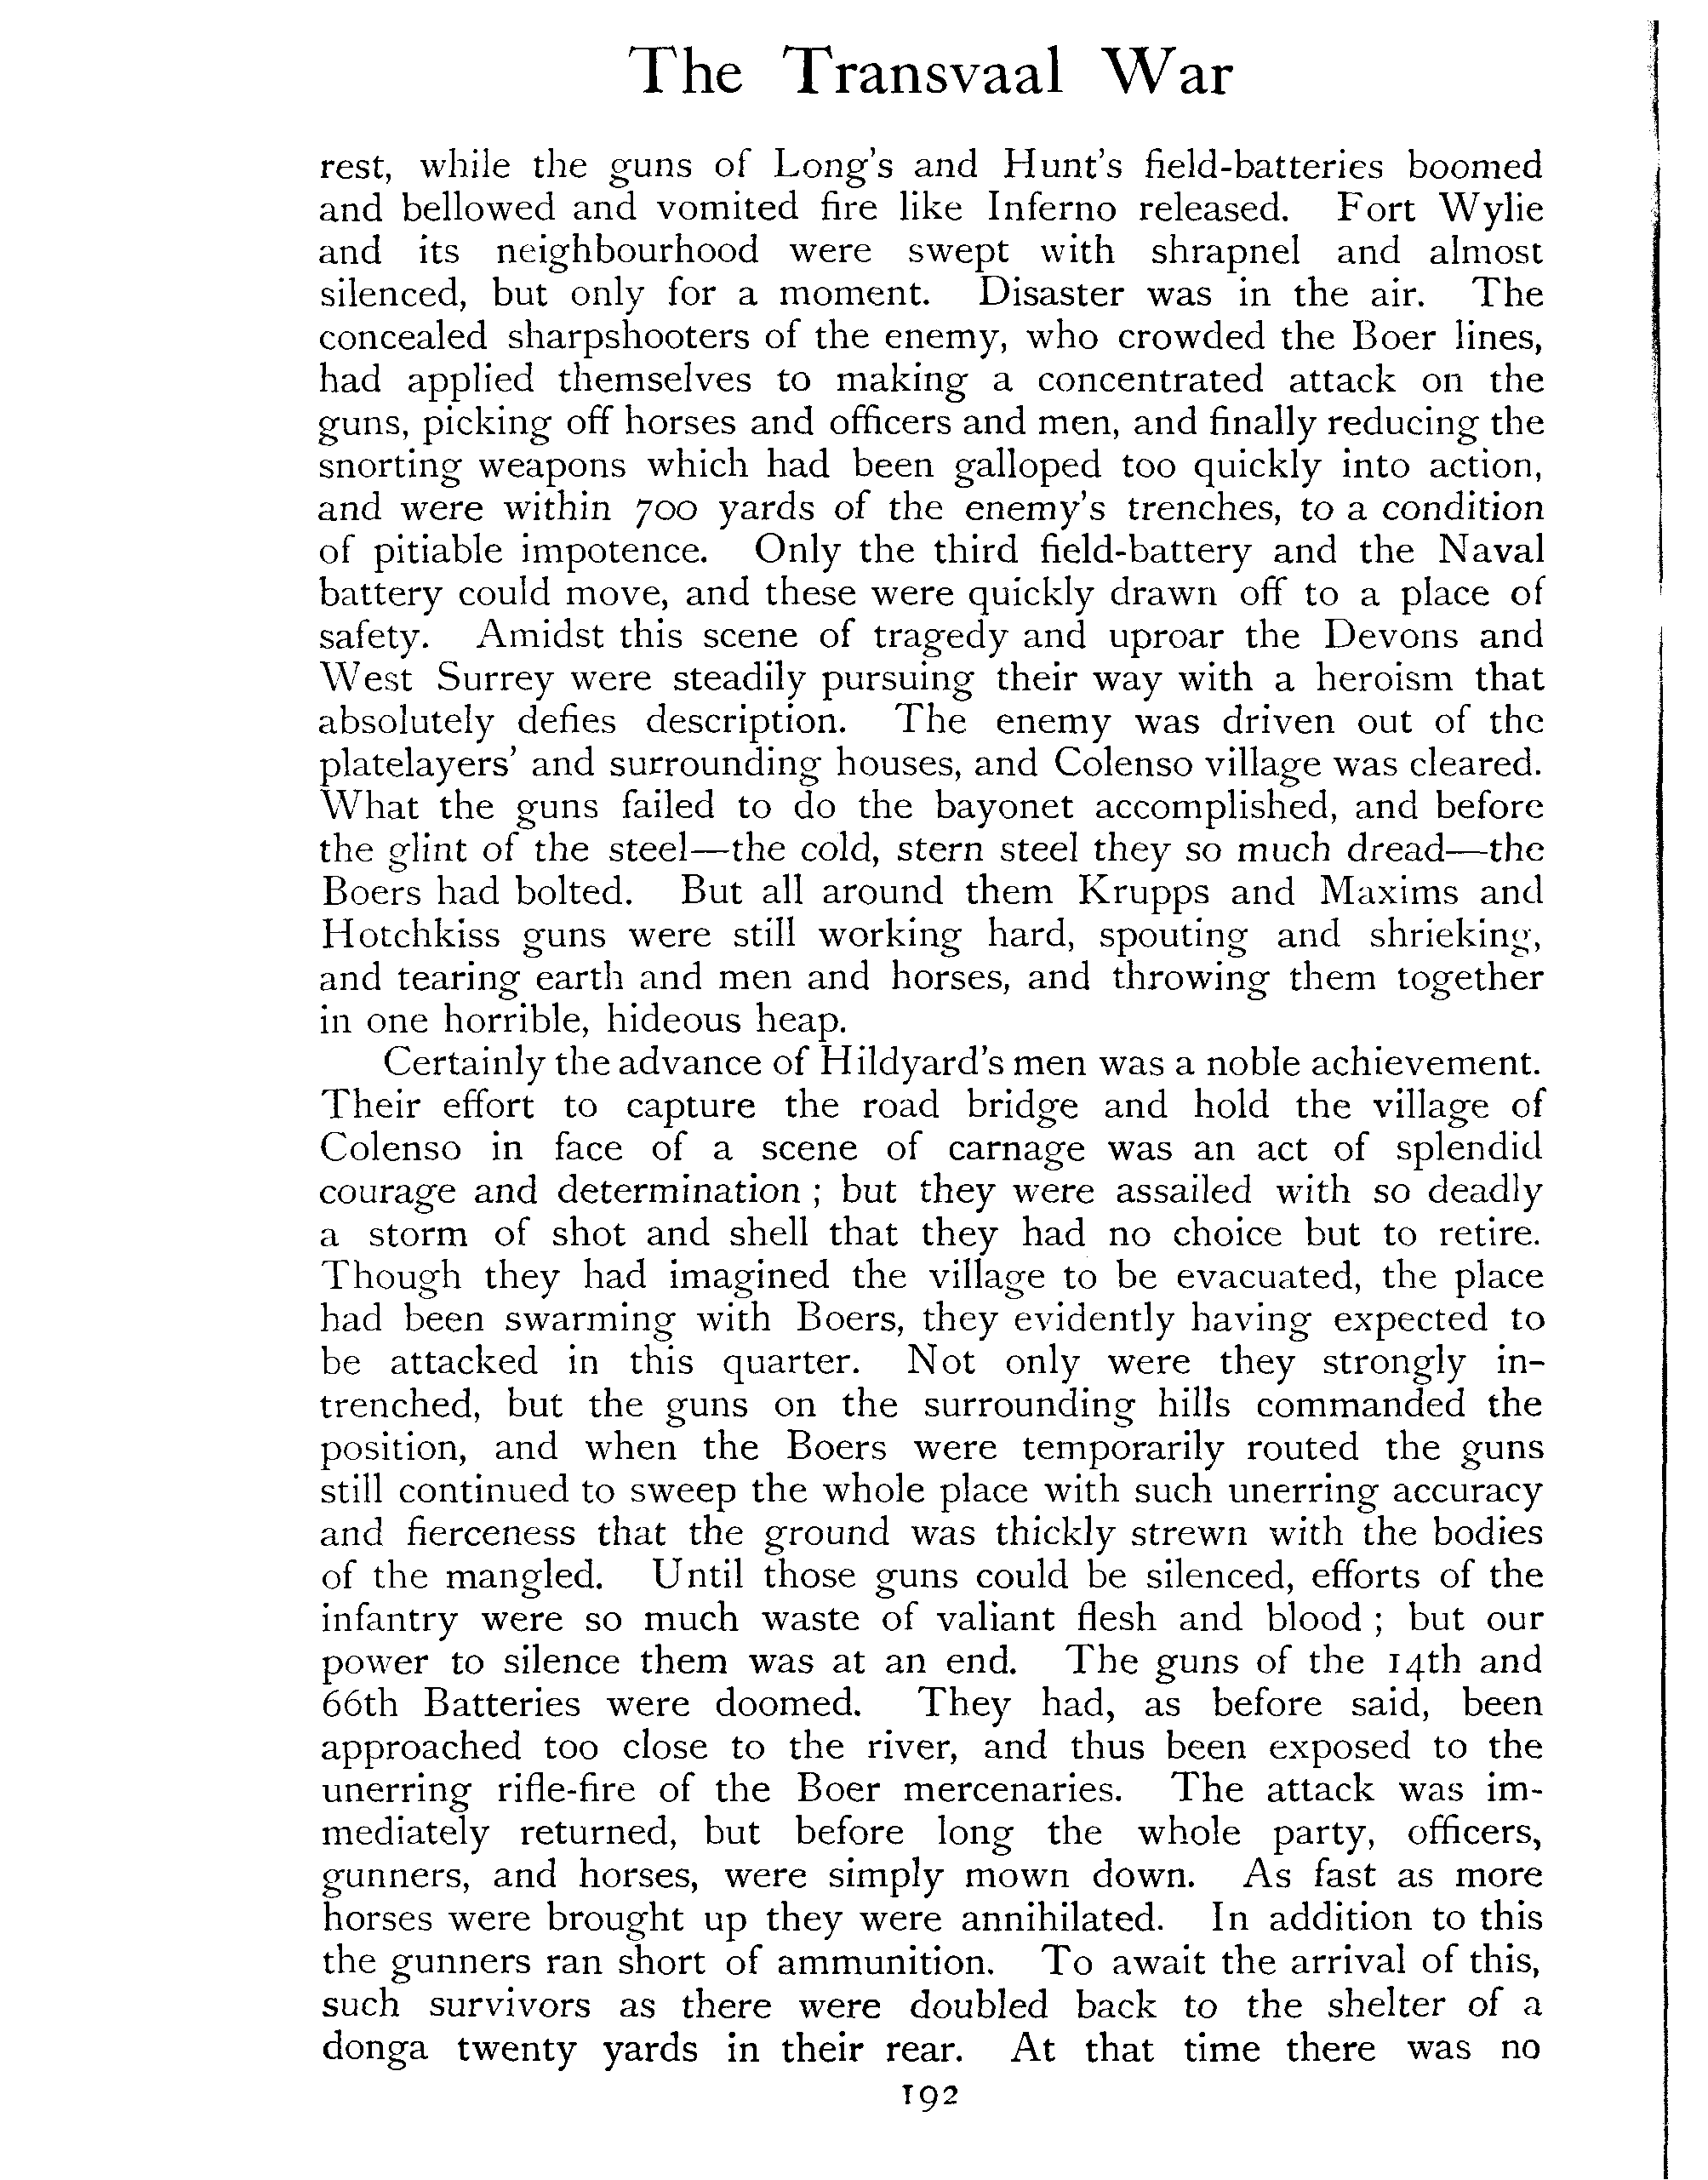 The Transvaal War
rest, while the guns of Long's and Hunt's field-batteries boomed
and bellowed and vomited fire like Inferno released. Fort Wylie
and its neighbourhood were swept with shrapnel and almost
silenced, but only for a moment. Disaster was in the air. The
concealed sharpshooters of the enemy, who crowded the Boer lines,
had applied themselves to making a concentrated attack on the
guns, picking off horses and officers and men, and finally reducing the
snorting weapons which had been galloped too quickly into action,
and were within 700 yards of the enemy's trenches, to a condition
of pitiable impotence. Only the third field-battery and the Naval
battery could move, and these were quickly drawn off to a place of
safety. Amidst this scene of tragedy and uproar the Devons and
West Surrey were steadily pursuing their way with a heroism that
absolutely defies description. The enemy was driven out of the
platelayers' and surrounding houses, and Colenso village was cleared.
What the guns failed to do the bayonet accomplished, and before
the glint of the steel—the cold, stern steel they so much dread—the
Boers had bolted. But all around them Krupps and Maxims and
Hotchkiss guns were still working hard, spouting and shrieking,
and tearing earth and men and horses, and throwing them together
in one horrible, hideous heap.
Certainly the advance of Hildyard's men was a noble achievement.
Their effort to capture the road bridge and hold the village of
Colenso in face of a scene of carnage was an act of splendid
courage and determination ; but they were assailed with so deadly
a storm of shot and shell that they had no choice but to retire.
Though they had imagined the village to be evacuated, the place
had been swarming with Boers, they evidently having expected to
be attacked in this quarter. Not only were they strongly in-
trenched, but the guns on the surrounding hills commanded the
position, and when the Boers were temporarily routed the guns
still continued to sweep the whole place with such unerring accuracy
and fierceness that the ground was thickly strewn with the bodies
of the mangled. Until those guns could be silenced, efforts of the
infantry were so much waste of valiant flesh and blood ; but our
power to silence them was at an end. The guns of the 14th and
66th Batteries were doomed. They had, as before said, been
approached too close to the river, and thus been exposed to the
unerring rifle-fire of the Boer mercenaries. The attack was im-
mediately returned, but before long the whole party, officers,
gunners, and horses, were simply mown down. As fast as more
horses were brought up they were annihilated. In addition to this
the gunners ran short of ammunition. To await the arrival of this,
such survivors as there were doubled back to the shelter of a
donga twenty yards in their rear. At that time there was no
192